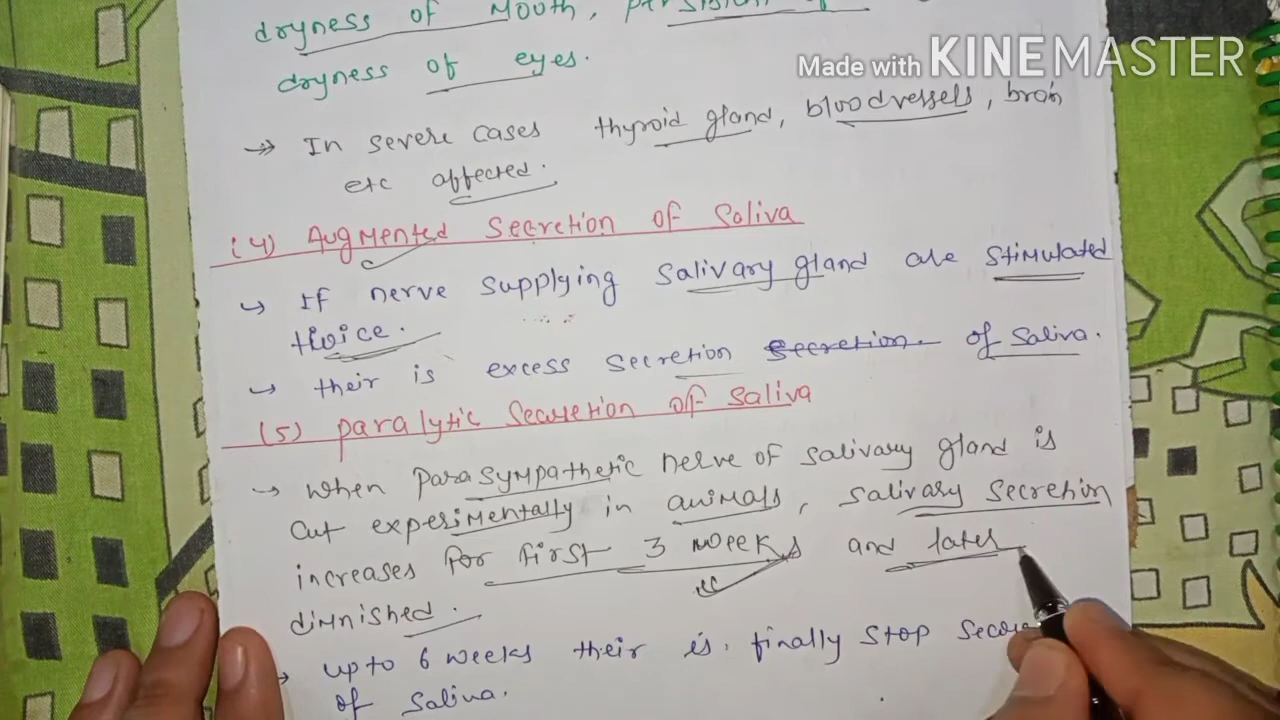 dryness of Mouth,
Made with KINEMASTER
dryness of eyes.
→ In severe cases thyroid gland, bloodvessels, brain
etc affected.
(4) Augmented Secretion of Saliva
→ If nerve supplying salivary gland are stimulated
twice.
→ their is excess secretion secretion of saliva.
(5) Paralytic Secretion of Saliva
→ When parasympathetic nerve of salivary gland is
cut experimentally in animals, salivary secretion
increases for first 3 weeks and later
diminished.
→ up to 6 weeks their is. finally stop
of saliva.